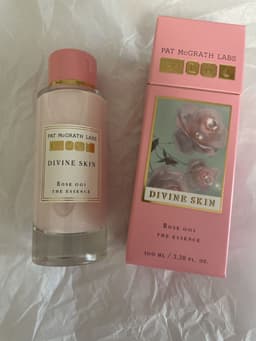 PAT McGRATH LABS
DIVINE SKIN
ROSE 001
THE ESSENCE
PAT McGRATH LABS
DIVINE SKIN
ROSE 001
THE ESSENCE
100 ML / 3.38 FL. OZ.